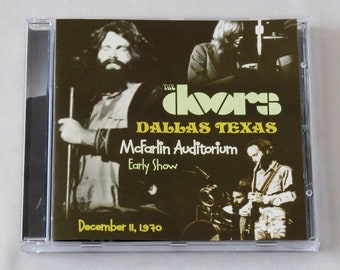 THE
doors
DALLAS TEXAS
McFarlin Auditorium
Early Show
December 11, 1970